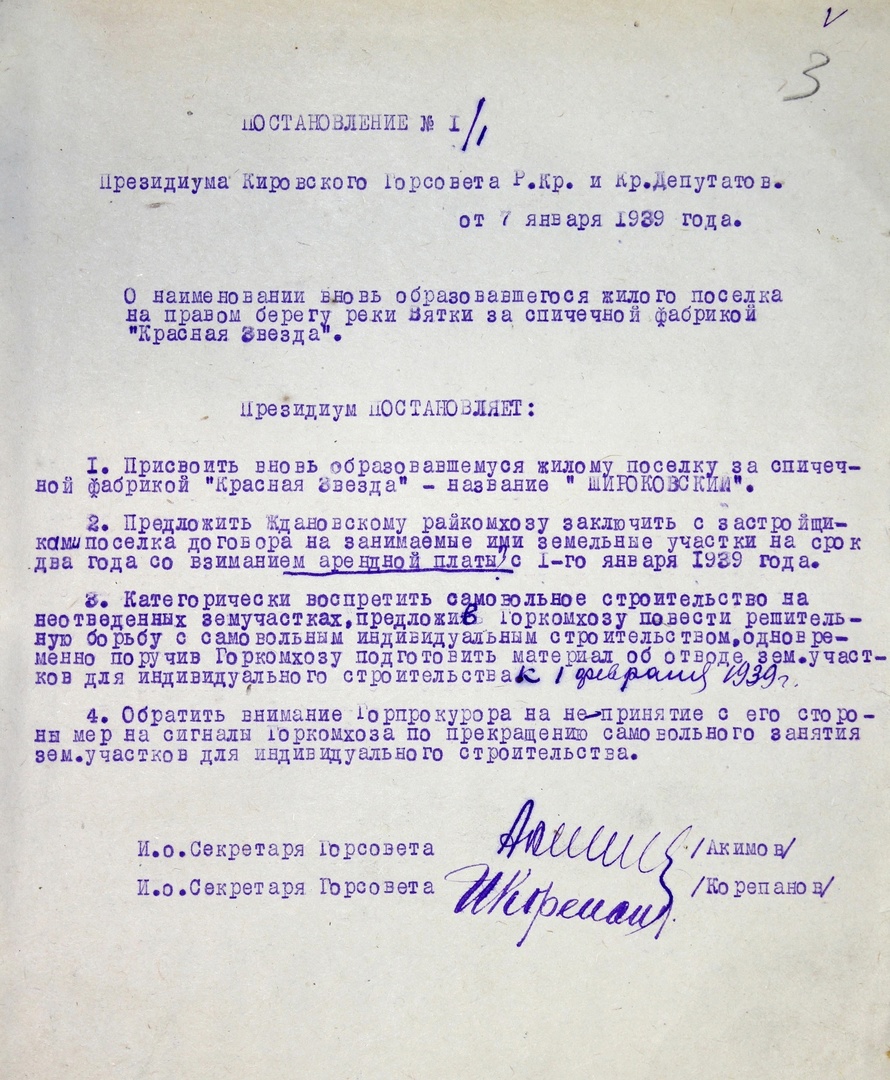 V
3
ПОСТАНОВЛЕНИЕ № I/1
Президиума Кировского Горсовета Р.Кр. и Кр.Депутатов.
от 7 января 1939 года.
О наименовании вновь образовавшегося жилого поселка
на правом берегу реки Вятки за спичечной фабрикой
"Красная Звезда".
Президиум ПОСТАНОВЛЯЕТ:
I. Присвоить вновь образовавшемуся жилому поселку за спичеч-
ной фабрикой "Красная Звезда" - название " ШИРОКОВСКИЙ".
2. Предложить Ждановскому райкомхозу заключить с застройщи-
ками поселка договора на занимаемые ими земельные участки на срок
два года со взиманием арендной платы, с I-го января 1939 года.
3. Категорически воспретить самовольное строительство на
неотведенных земучастках,предложив Горкомхозу повести решитель-
ную борьбу с самовольным индивидуальным строительством,одновре-
менно поручив Горкомхозу подготовить материал об отводе зем.участ-
ков для индивидуального строительства к 1 февраля 1939 г.
4. Обратить внимание Горпрокурора на не-принятие с его сторо-
ны мер на сигналы Горкомхоза по прекращению самовольного занятия
зем.участков для индивидуального строительства.
И.о.Секретаря Горсовета /Акимов/
И.о.Секретаря Горсовета ИКорепанов /Корепанов/